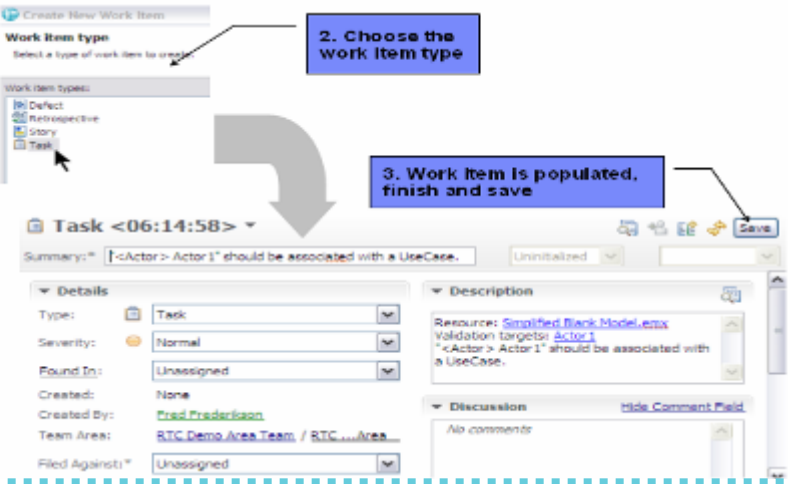 Create New Work Item
Work item type
Select a type of work item to create.
2. Choose the
work item type
Work item types:
Defect
Retrospective
Story
Task
3. Work Item is populated,
finish and save
Task <06:14:58>
Save
Summary:* "<Actor> Actor1" should be associated with a UseCase.
Uninitialized
Details
Type: Task
Severity: Normal
Found In: Unassigned
Created: None
Created By: Fred Frederikson
Team Area: RTC Demo Area Team / RTC ...Area
Filed Against:* Unassigned
Description
Resource: Simplified Blank Model.emx
Validation targets: Actor1
"<Actor> Actor1" should be associated with
a UseCase.
Discussion Hide Comment Field
No comments